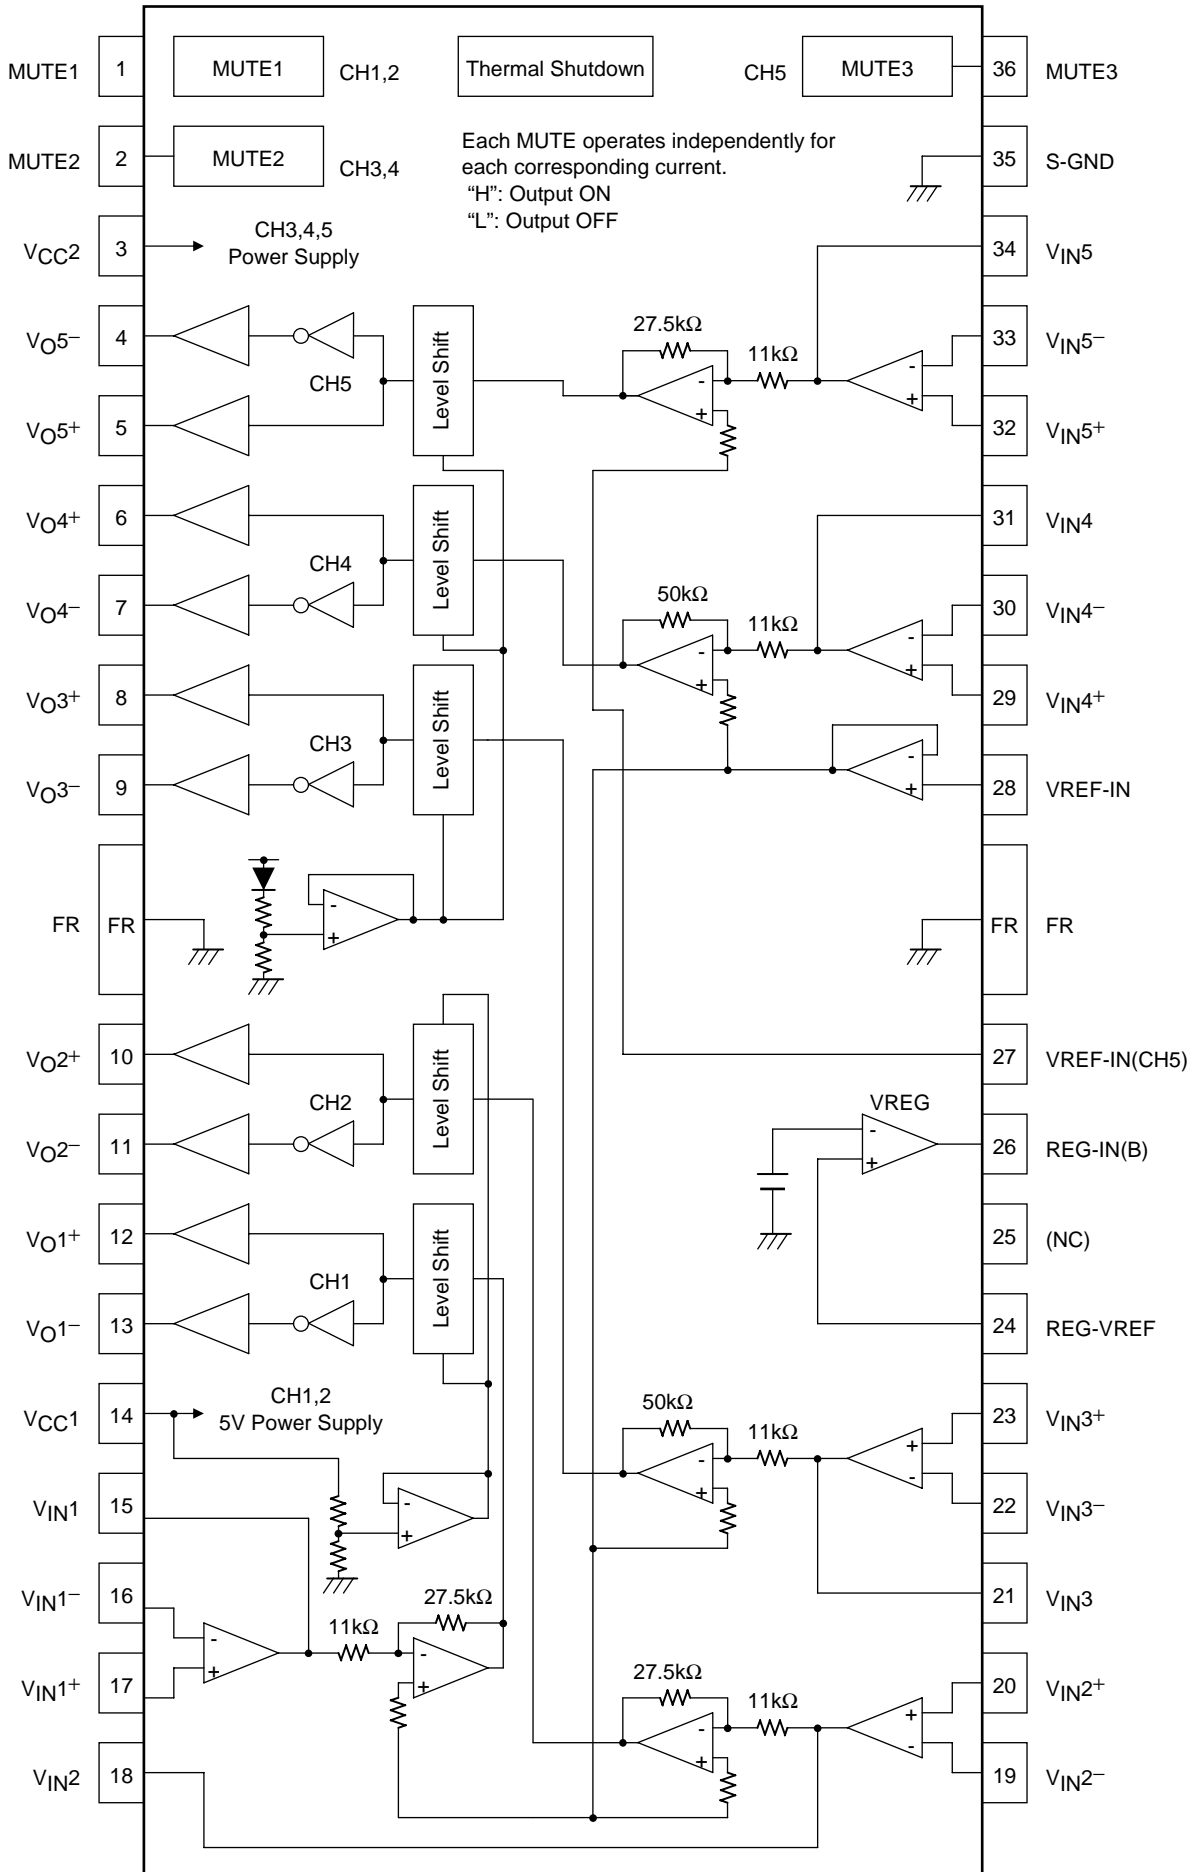 MUTE1 1 MUTE1 CH1,2 Thermal Shutdown CH5 MUTE3 36 MUTE3
MUTE2 2 MUTE2 CH3,4 35 S-GND
Each MUTE operates independently for
each corresponding current.
“H”: Output ON
“L”: Output OFF
VCC2 3 CH3,4,5
Power Supply
34 VIN5
VO5− 4 27.5kΩ 33 VIN5−
11kΩ
- + - +
CH5 Level Shift
VO5+ 5 32 VIN5+
VO4+ 6 31 VIN4
CH4 Level Shift
VO4− 7 50kΩ 30 VIN4−
11kΩ
- + - +
VO3+ 8 29 VIN4+
CH3 Level Shift
VO3− 9 28 VREF-IN
- +
FR FR - + FR FR
VO2+ 10 27 VREF-IN(CH5)
CH2 Level Shift
VREG
VO2− 11 - + 26 REG-IN(B)
VO1+ 12 25 (NC)
CH1 Level Shift
VO1− 13 24 REG-VREF
VCC1 14 CH1,2
5V Power Supply
50kΩ 23 VIN3+
11kΩ
- + + -
VIN1 15 - + 22 VIN3−
VIN1− 16 27.5kΩ 21 VIN3
11kΩ
- + - +
VIN1+ 17 27.5kΩ 20 VIN2+
11kΩ
- + + -
VIN2 18 19 VIN2−